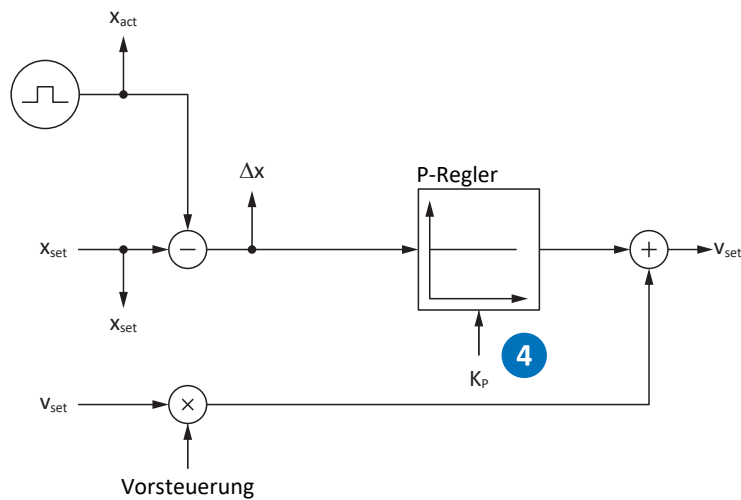 xact
Δx
P-Regler
xset
−
+
vset
xset
4
KP
vset
×
Vorsteuerung